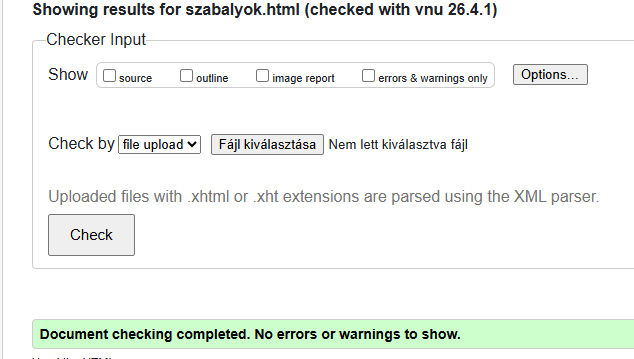 Showing results for szabalyok.html (checked with vnu 26.4.1)
Checker Input
Show source outline image report errors & warnings only Options...
Check by file upload Fájl kiválasztása Nem lett kiválasztva fájl
Uploaded files with .xhtml or .xht extensions are parsed using the XML parser.
Check
Document checking completed. No errors or warnings to show.